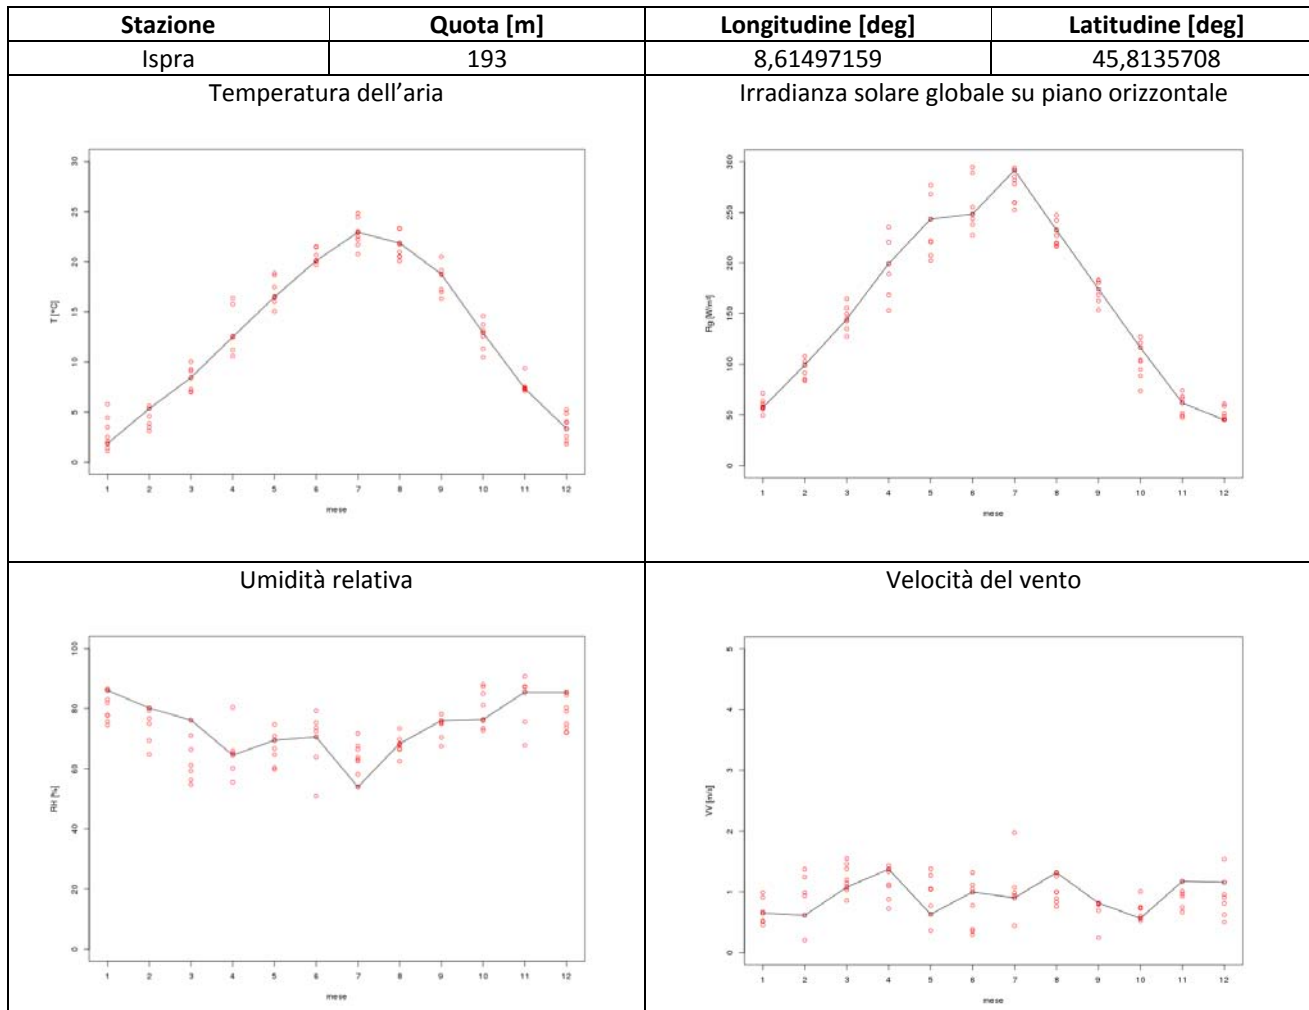 Stazione Quota [m] Longitudine [deg] Latitudine [deg]
Ispra 193 8,61497159 45,8135708
Temperatura dell'aria
T [°C]
30
25
20
15
10
5
0
1 2 3 4 5 6 7 8 9 10 11 12
mese
Irradianza solare globale su piano orizzontale
Rg [W/m²]
300
250
200
150
100
50
0
1 2 3 4 5 6 7 8 9 10 11 12
mese
Umidità relativa
RH [%]
100
80
60
40
20
0
1 2 3 4 5 6 7 8 9 10 11 12
mese
Velocità del vento
VV [m/s]
5
4
3
2
1
0
1 2 3 4 5 6 7 8 9 10 11 12
mese